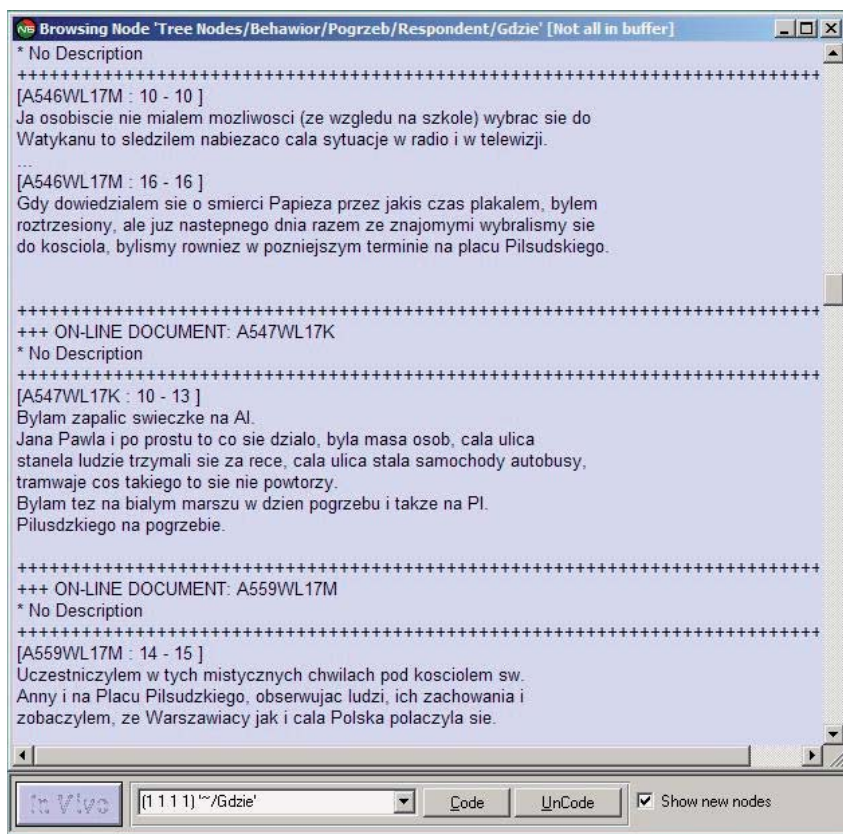 N6 Browsing Node 'Tree Nodes/Behawior/Pogrzeb/Respondent/Gdzie' [Not all in buffer]
* No Description
++++++++++++++++++++++++++++++++++++++++++++++++++++++++++++++++++++++++++
[A546WL17M : 10 - 10 ]
Ja osobiscie nie mialem mozliwosci (ze wzgledu na szkole) wybrac sie do
Watykanu to sledzilem nabiezaco cala sytuacje w radio i w telewizji.
...
[A546WL17M : 16 - 16 ]
Gdy dowiedzialem sie o smierci Papieza przez jakis czas plakalem, bylem
roztrzesiony, ale juz nastepnego dnia razem ze znajomymi wybralismy sie
do kosciola, bylismy rowniez w pozniejszym terminie na placu Pilsudskiego.
++++++++++++++++++++++++++++++++++++++++++++++++++++++++++++++++++++++++++
+++ ON-LINE DOCUMENT: A547WL17K
* No Description
++++++++++++++++++++++++++++++++++++++++++++++++++++++++++++++++++++++++++
[A547WL17K : 10 - 13 ]
Bylam zapalic swieczke na Al.
Jana Pawla i po prostu to co sie dzialo, byla masa osob, cala ulica
stanela ludzie trzymali sie za rece, cala ulica stala samochody autobusy,
tramwaje cos takiego to sie nie powtorzy.
Bylam tez na bialym marszu w dzien pogrzebu i takze na Pl.
Pilusdzkiego na pogrzebie.
++++++++++++++++++++++++++++++++++++++++++++++++++++++++++++++++++++++++++
+++ ON-LINE DOCUMENT: A559WL17M
* No Description
++++++++++++++++++++++++++++++++++++++++++++++++++++++++++++++++++++++++++
[A559WL17M : 14 - 15 ]
Uczestniczylem w tych mistycznych chwilach pod kosciolem sw.
Anny i na Placu Pilsudzkiego, obserwujac ludzi, ich zachowania i
zobaczylem, ze Warszawiacy jak i cala Polska polaczyla sie.
In Vivo (1 1 1 1) '~/Gdzie' Code UnCode Show new nodes